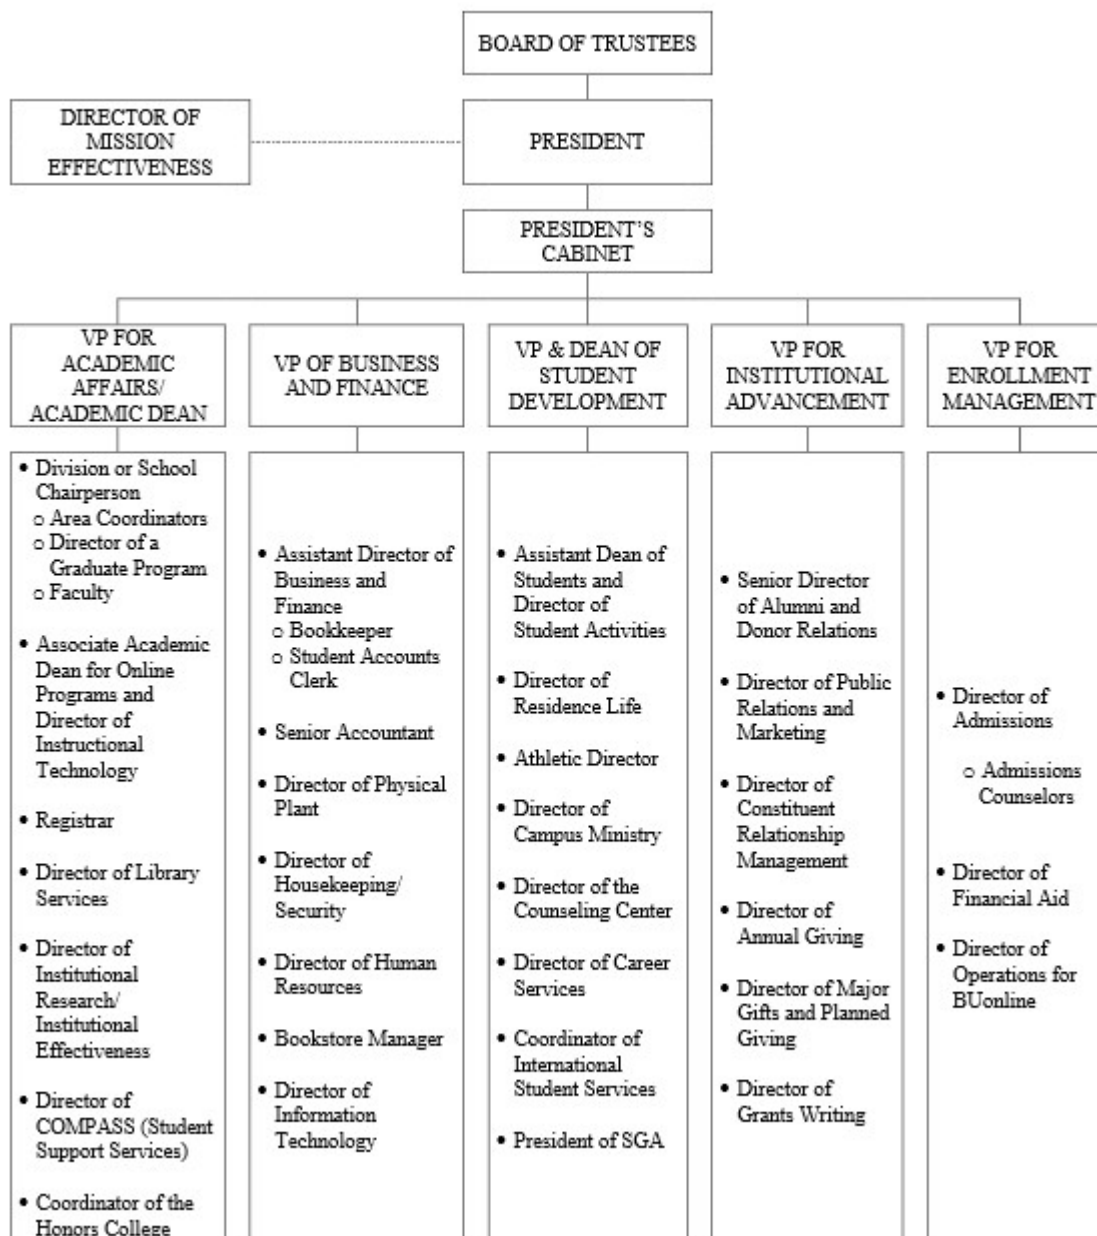 BOARD OF TRUSTEES
DIRECTOR OF
MISSION
EFFECTIVENESS
PRESIDENT
PRESIDENT'S
CABINET
VP FOR
ACADEMIC
AFFAIRS/
ACADEMIC DEAN
VP OF BUSINESS
AND FINANCE
VP & DEAN OF
STUDENT
DEVELOPMENT
VP FOR
INSTITUTIONAL
ADVANCEMENT
VP FOR
ENROLLMENT
MANAGEMENT
• Division or School
Chairperson
o Area Coordinators
o Director of a
Graduate Program
o Faculty
• Associate Academic
Dean for Online
Programs and
Director of
Instructional
Technology
• Registrar
• Director of Library
Services
• Director of
Institutional
Research/
Institutional
Effectiveness
• Director of
COMPASS (Student
Support Services)
• Coordinator of the
Honors College
• Assistant Director of
Business and
Finance
o Bookkeeper
o Student Accounts
Clerk
• Senior Accountant
• Director of Physical
Plant
• Director of
Housekeeping/
Security
• Director of Human
Resources
• Bookstore Manager
• Director of
Information
Technology
• Assistant Dean of
Students and
Director of
Student Activities
• Director of
Residence Life
• Athletic Director
• Director of
Campus Ministry
• Director of the
Counseling Center
• Director of Career
Services
• Coordinator of
International
Student Services
• President of SGA
• Senior Director
of Alumni and
Donor Relations
• Director of Public
Relations and
Marketing
• Director of
Constituent
Relationship
Management
• Director of
Annual Giving
• Director of Major
Gifts and Planned
Giving
• Director of
Grants Writing
• Director of
Admissions
o Admissions
Counselors
• Director of
Financial Aid
• Director of
Operations for
BUonline